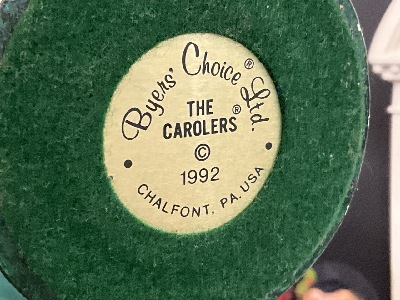 Byers' Choice® Ltd.
THE
CAROLERS®
©
1992
CHALFONT, PA. USA